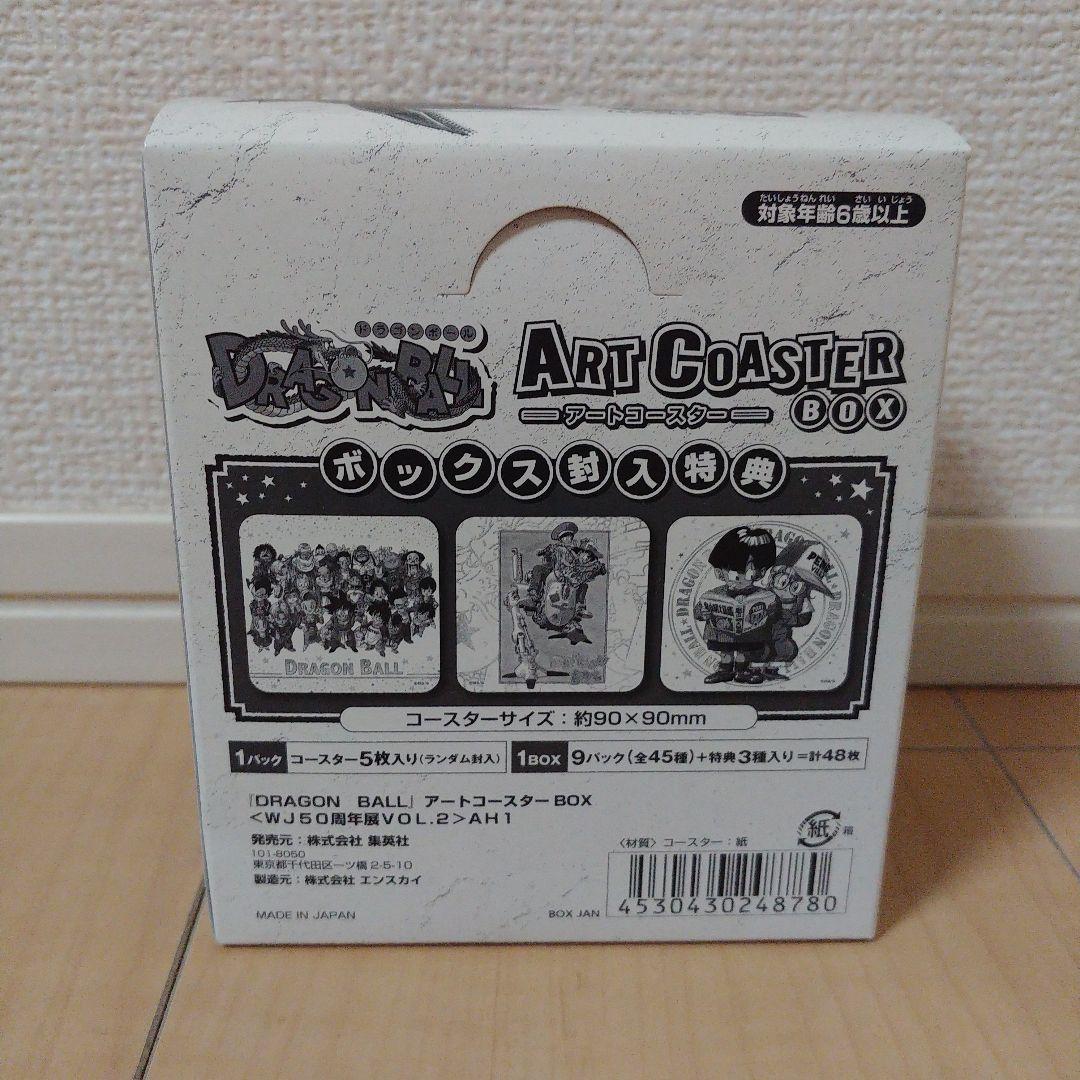 たいしょうねんれい さいいじょう
対象年齢6歳以上
ドラゴンボール
DRAGON BALL
ART COASTER
アートコースター
BOX
ボックス封入特典
DRAGON BALL
コースターサイズ：約90×90mm
1パック コースター5枚入り(ランダム封入) 1BOX 9パック(全45種)+特典3種入り=計48枚
『DRAGON BALL』アートコースターBOX
<WJ50周年展VOL.2>AH1
発売元：株式会社 集英社
101-8050
東京都千代田区一ツ橋 2-5-10
製造元：株式会社 エンスカイ
MADE IN JAPAN
紙 箱
〈材質〉コースター：紙
BOX JAN
4530430248780